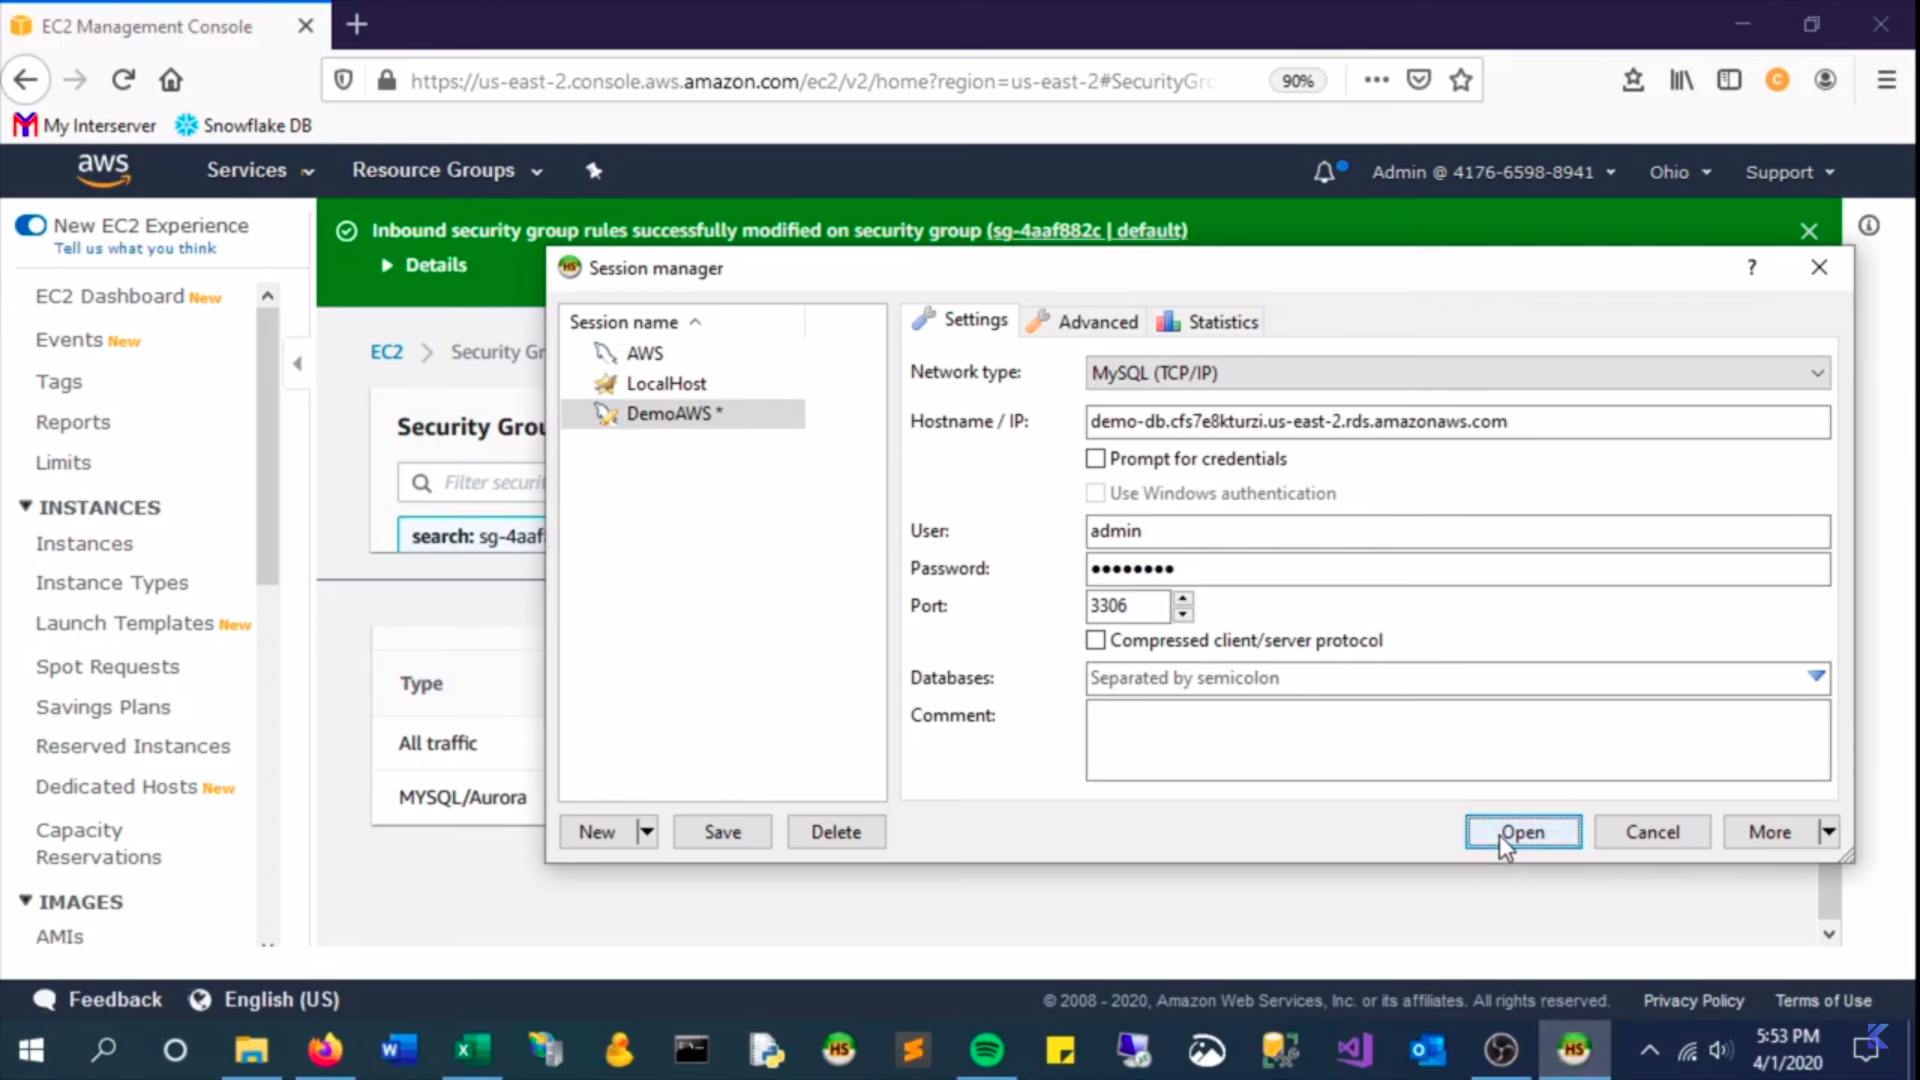 EC2 Management Console
https://us-east-2.console.aws.amazon.com/ec2/v2/home?region=us-east-2#SecurityGr
90%
My Interserver
Snowflake DB
aws
Services
Resource Groups
Admin @ 4176-6598-8941
Ohio
Support
New EC2 Experience
Tell us what you think
EC2 Dashboard New
Events New
Tags
Reports
Limits
INSTANCES
Instances
Instance Types
Launch Templates New
Spot Requests
Savings Plans
Reserved Instances
Dedicated Hosts New
Capacity
Reservations
IMAGES
AMIs
Inbound security group rules successfully modified on security group (sg-4aaf882c | default)
Details
EC2
Security Gr
Security Grou
Filter securit
search: sg-4aaf
Type
All traffic
MYSQL/Aurora
HS
Session manager
?
Session name
AWS
LocalHost
DemoAWS *
Settings
Advanced
Statistics
Network type:
MySQL (TCP/IP)
Hostname / IP:
demo-db.cfs7e8kturzi.us-east-2.rds.amazonaws.com
Prompt for credentials
Use Windows authentication
User:
admin
Password:
••••••••
Port:
3306
Compressed client/server protocol
Databases:
Separated by semicolon
Comment:
New
Save
Delete
Open
Cancel
More
Feedback
English (US)
© 2008 - 2020, Amazon Web Services, Inc. or its affiliates. All rights reserved.
Privacy Policy
Terms of Use
HS
HS
5:53 PM
4/1/2020